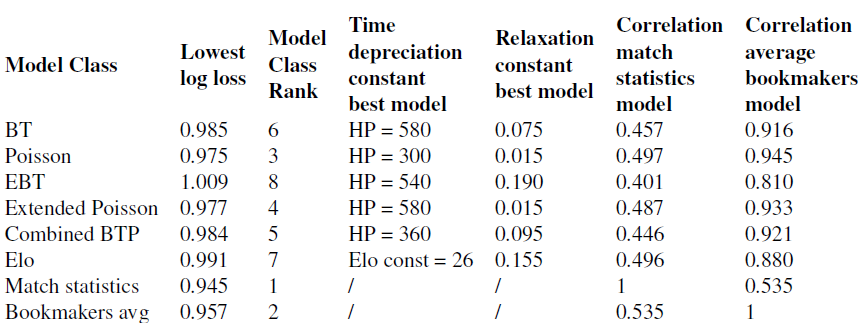 Model Class Lowest log loss Model Class Rank Time depreciation constant best model Relaxation constant best model Correlation match statistics model Correlation average bookmakers model
BT 0.985 6 HP = 580 0.075 0.457 0.916
Poisson 0.975 3 HP = 300 0.015 0.497 0.945
EBT 1.009 8 HP = 540 0.190 0.401 0.810
Extended Poisson 0.977 4 HP = 580 0.015 0.487 0.933
Combined BTP 0.984 5 HP = 360 0.095 0.446 0.921
Elo 0.991 7 Elo const = 26 0.155 0.496 0.880
Match statistics 0.945 1 / / 1 0.535
Bookmakers avg 0.957 2 / / 0.535 1